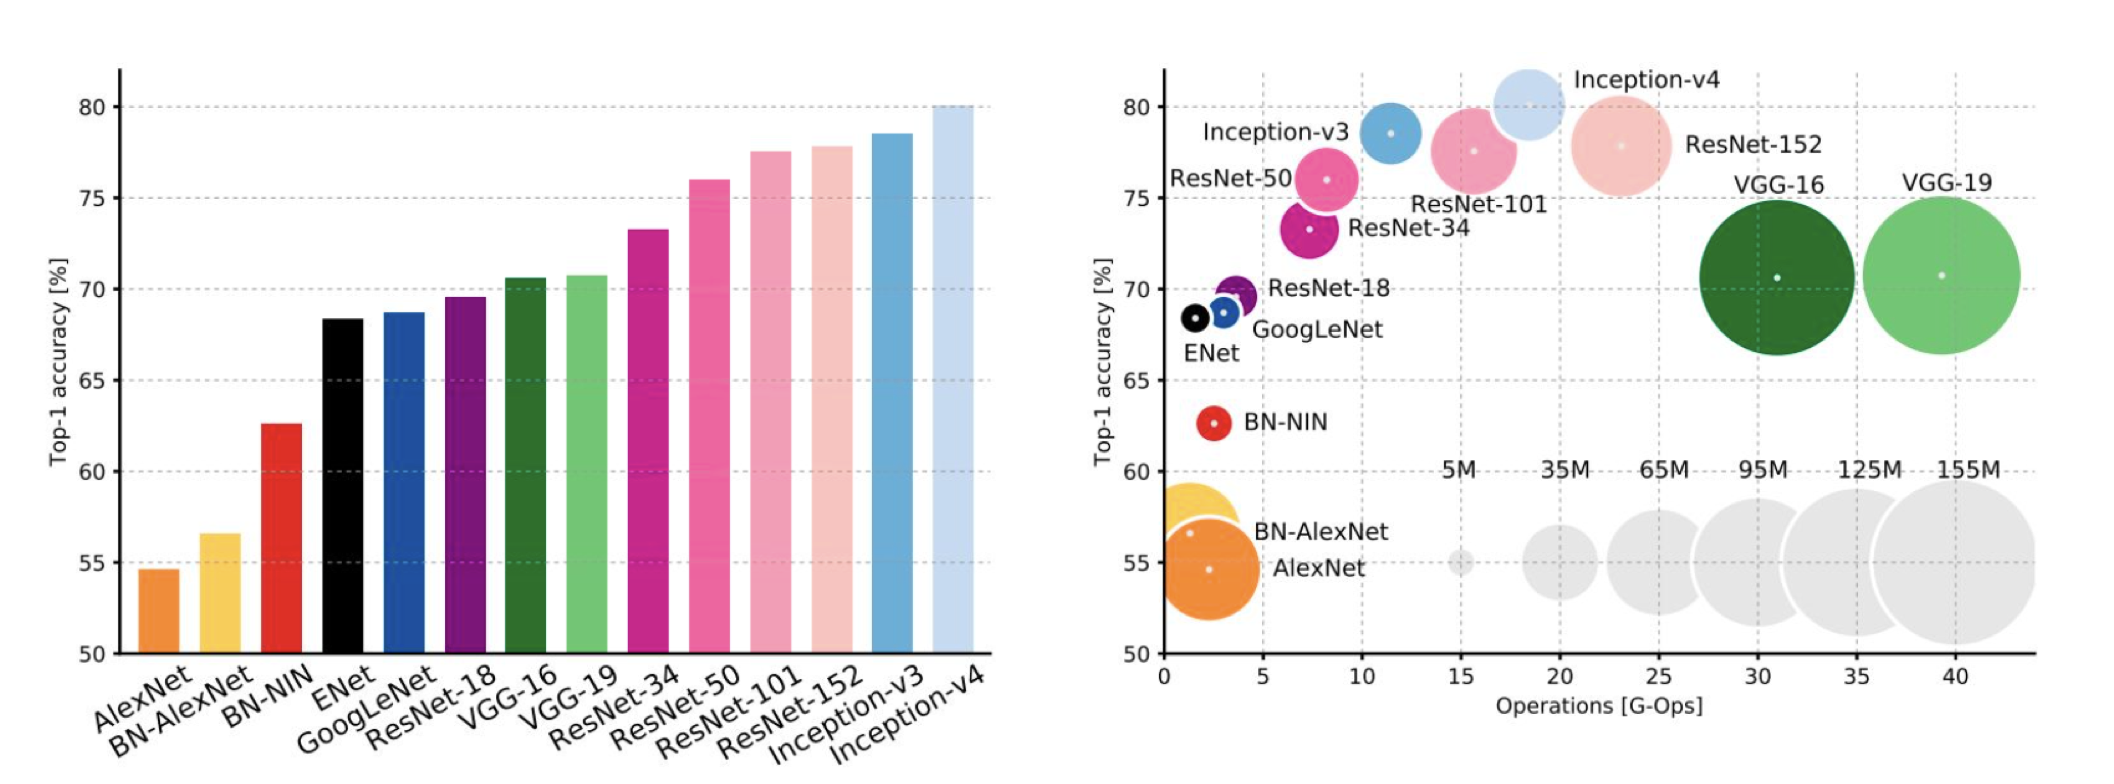 80
75
70
65
60
55
50
Top-1 accuracy [%]
AlexNet
BN-AlexNet
BN-NIN
ENet
GoogLeNet
ResNet-18
VGG-16
VGG-19
ResNet-34
ResNet-50
ResNet-101
ResNet-152
Inception-v3
Inception-v4
80
75
70
65
60
55
50
Top-1 accuracy [%]
Inception-v4
Inception-v3
ResNet-152
ResNet-50
VGG-16
VGG-19
ResNet-101
ResNet-34
ResNet-18
GoogLeNet
ENet
BN-NIN
5M 35M 65M 95M 125M 155M
BN-AlexNet
AlexNet
0 5 10 15 20 25 30 35 40
Operations [G-Ops]